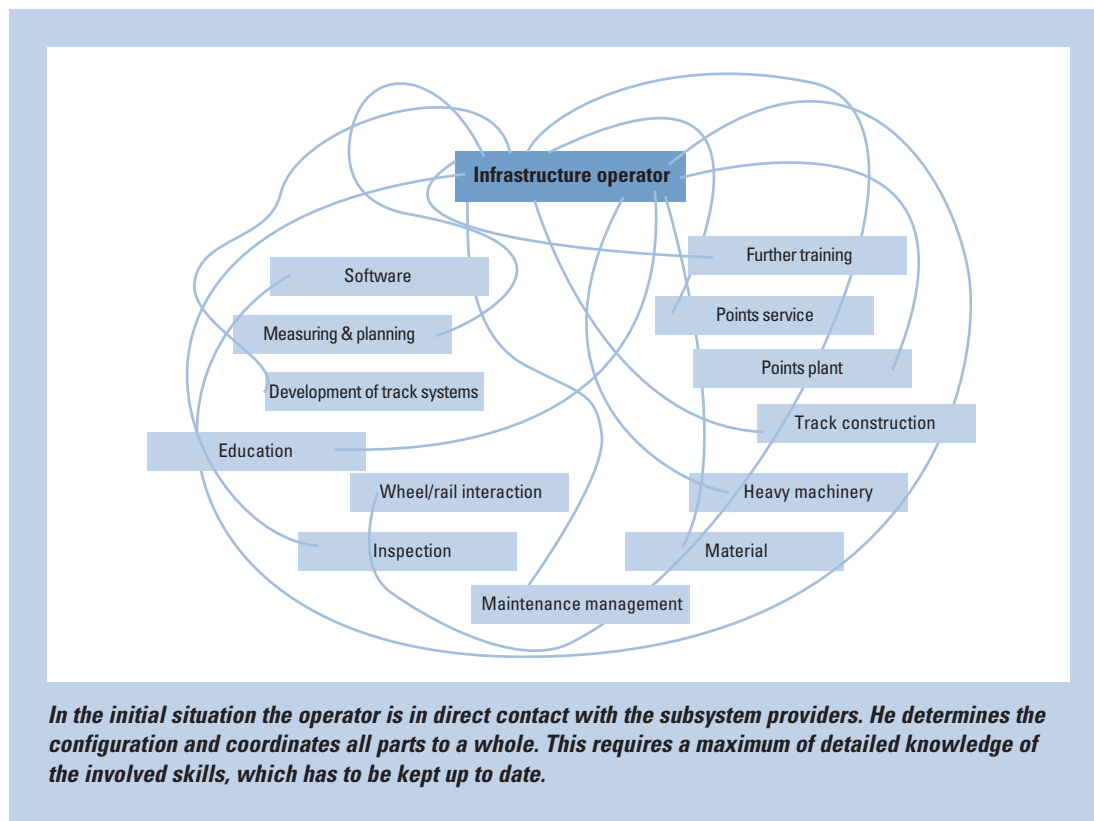 Infrastructure operator
Further training
Software
Points service
Measuring & planning
Points plant
Development of track systems
Track construction
Education
Wheel/rail interaction
Heavy machinery
Inspection
Material
Maintenance management
In the initial situation the operator is in direct contact with the subsystem providers. He determines the
configuration and coordinates all parts to a whole. This requires a maximum of detailed knowledge of
the involved skills, which has to be kept up to date.